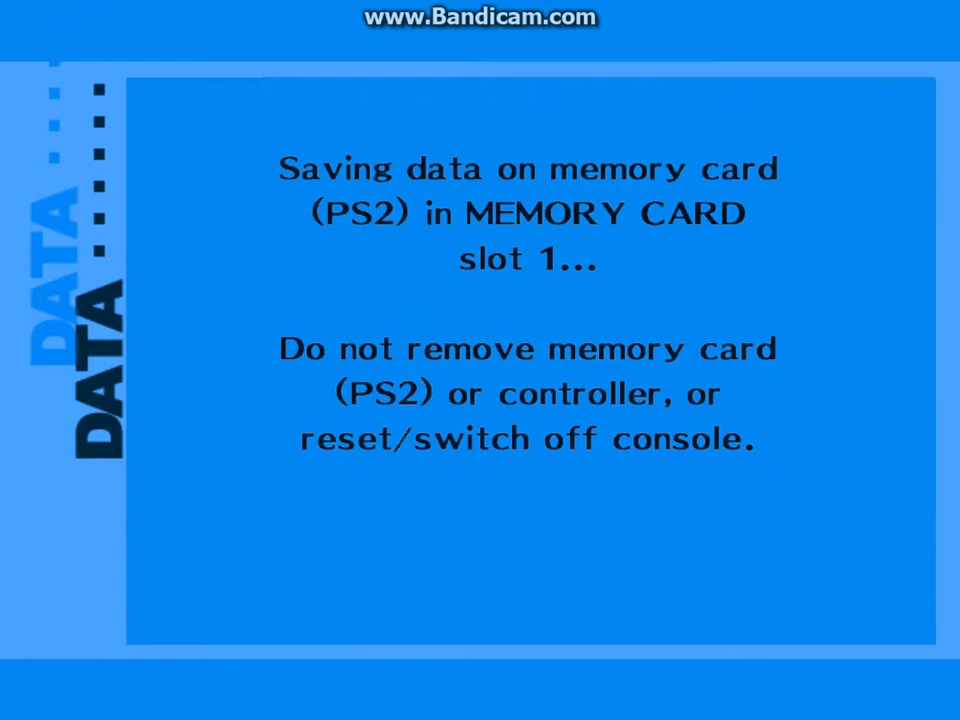 www.Bandicam.com
DATA
DATA
Saving data on memory card
(PS2) in MEMORY CARD
slot 1...
Do not remove memory card
(PS2) or controller, or
reset/switch off console.